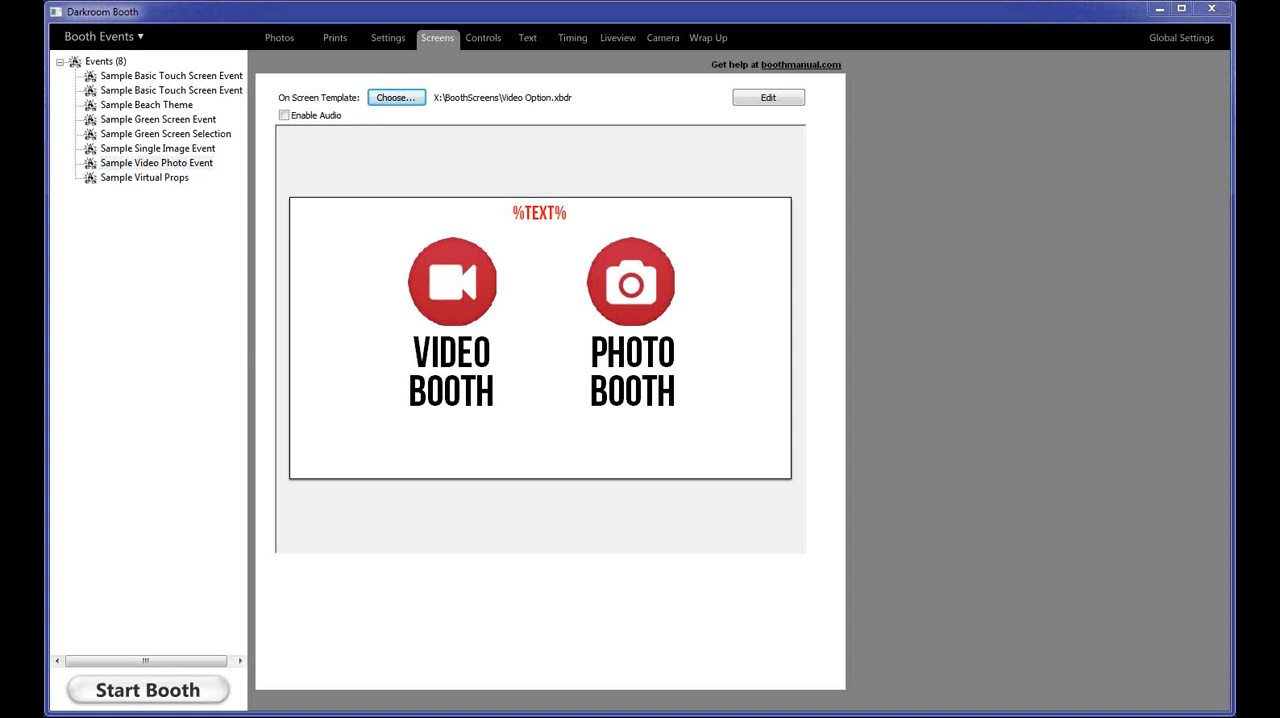 Darkroom Booth
Booth Events ▾
Photos Prints Settings Screens Controls Text Timing Liveview Camera Wrap Up Global Settings
Events (8)
Sample Basic Touch Screen Event
Sample Basic Touch Screen Event
Sample Beach Theme
Sample Green Screen Event
Sample Green Screen Selection
Sample Single Image Event
Sample Video Photo Event
Sample Virtual Props
Start Booth
Get help at boothmanual.com
On Screen Template: Choose... X:\BoothScreens\Video Option.xbdr Edit
Enable Audio
%TEXT%
VIDEO
BOOTH
PHOTO
BOOTH